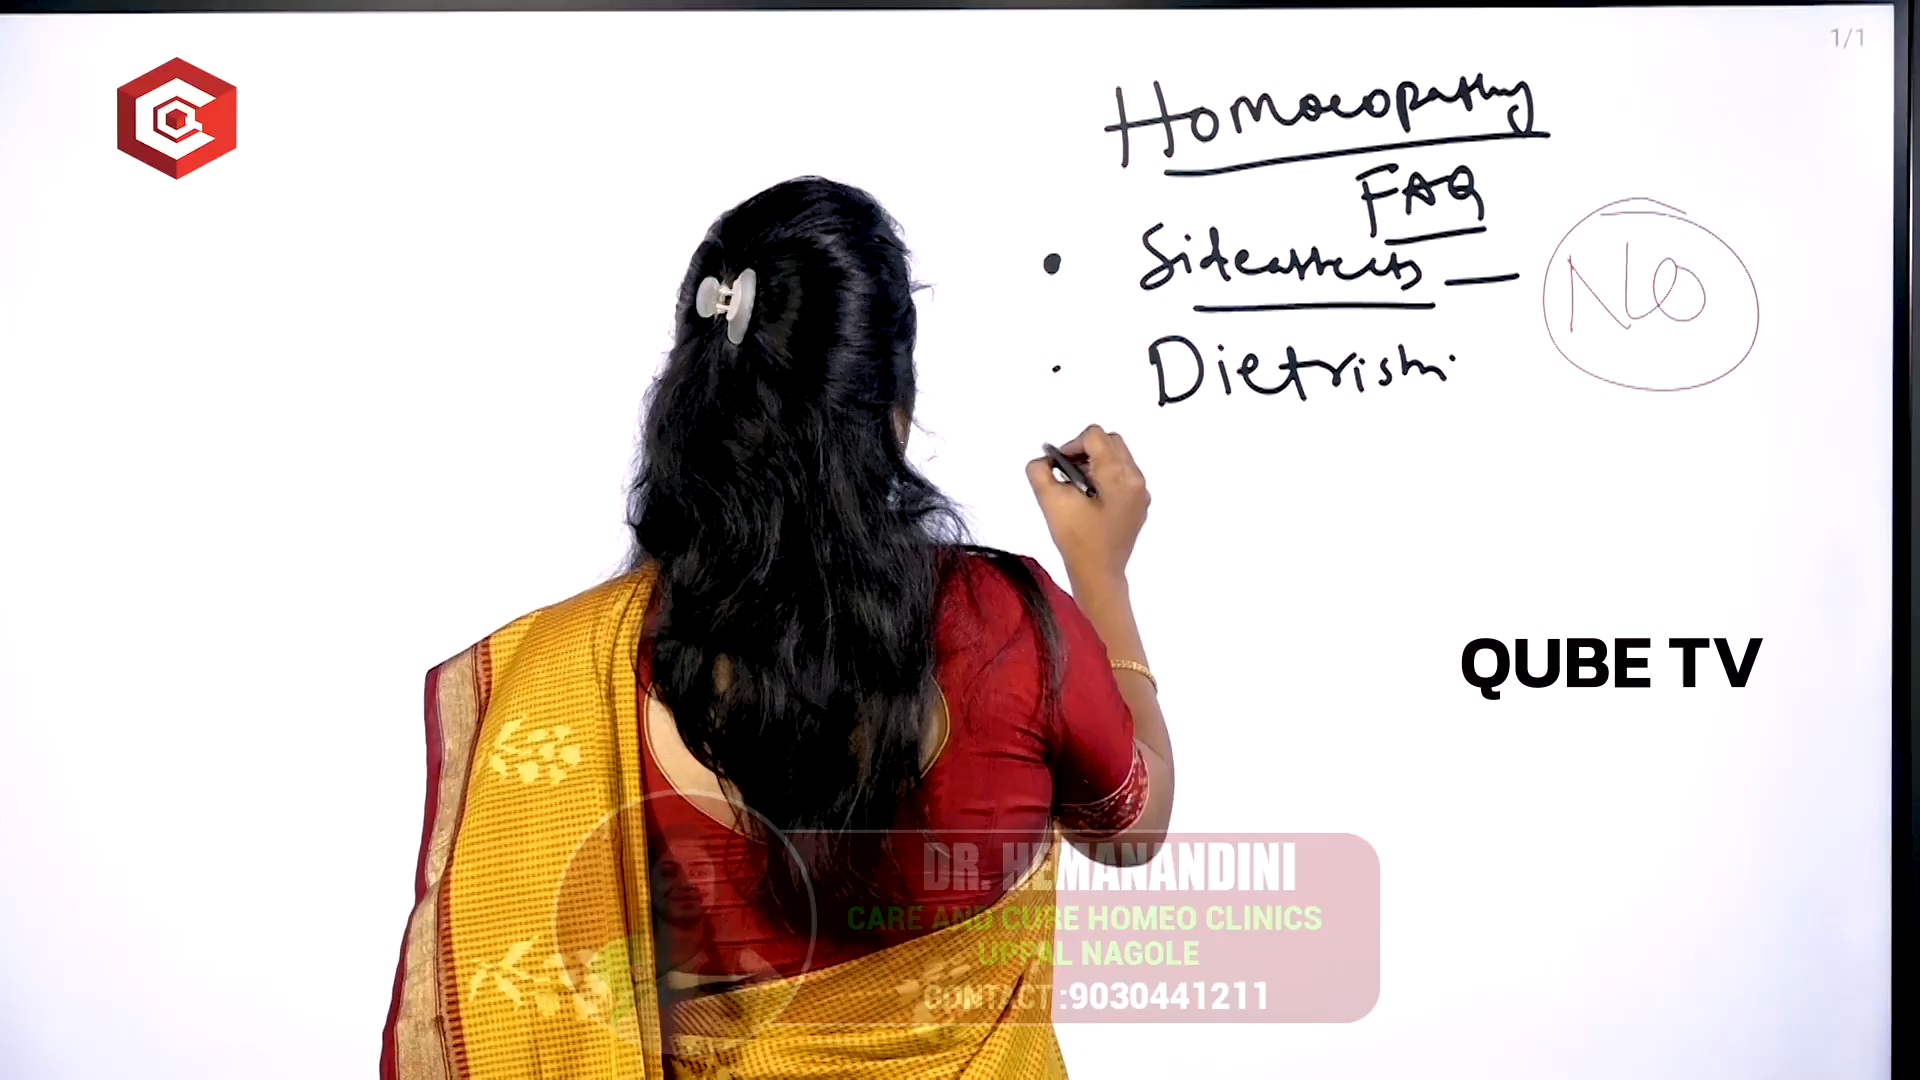 1/1
Homoeopathy
FAQ
• Sideaffects — No
• Dietristh
QUBE TV
DR. HEMANANDINI
CARE AND CURE HOMEO CLINICS
UPPAL NAGOLE
CONTACT :9030441211